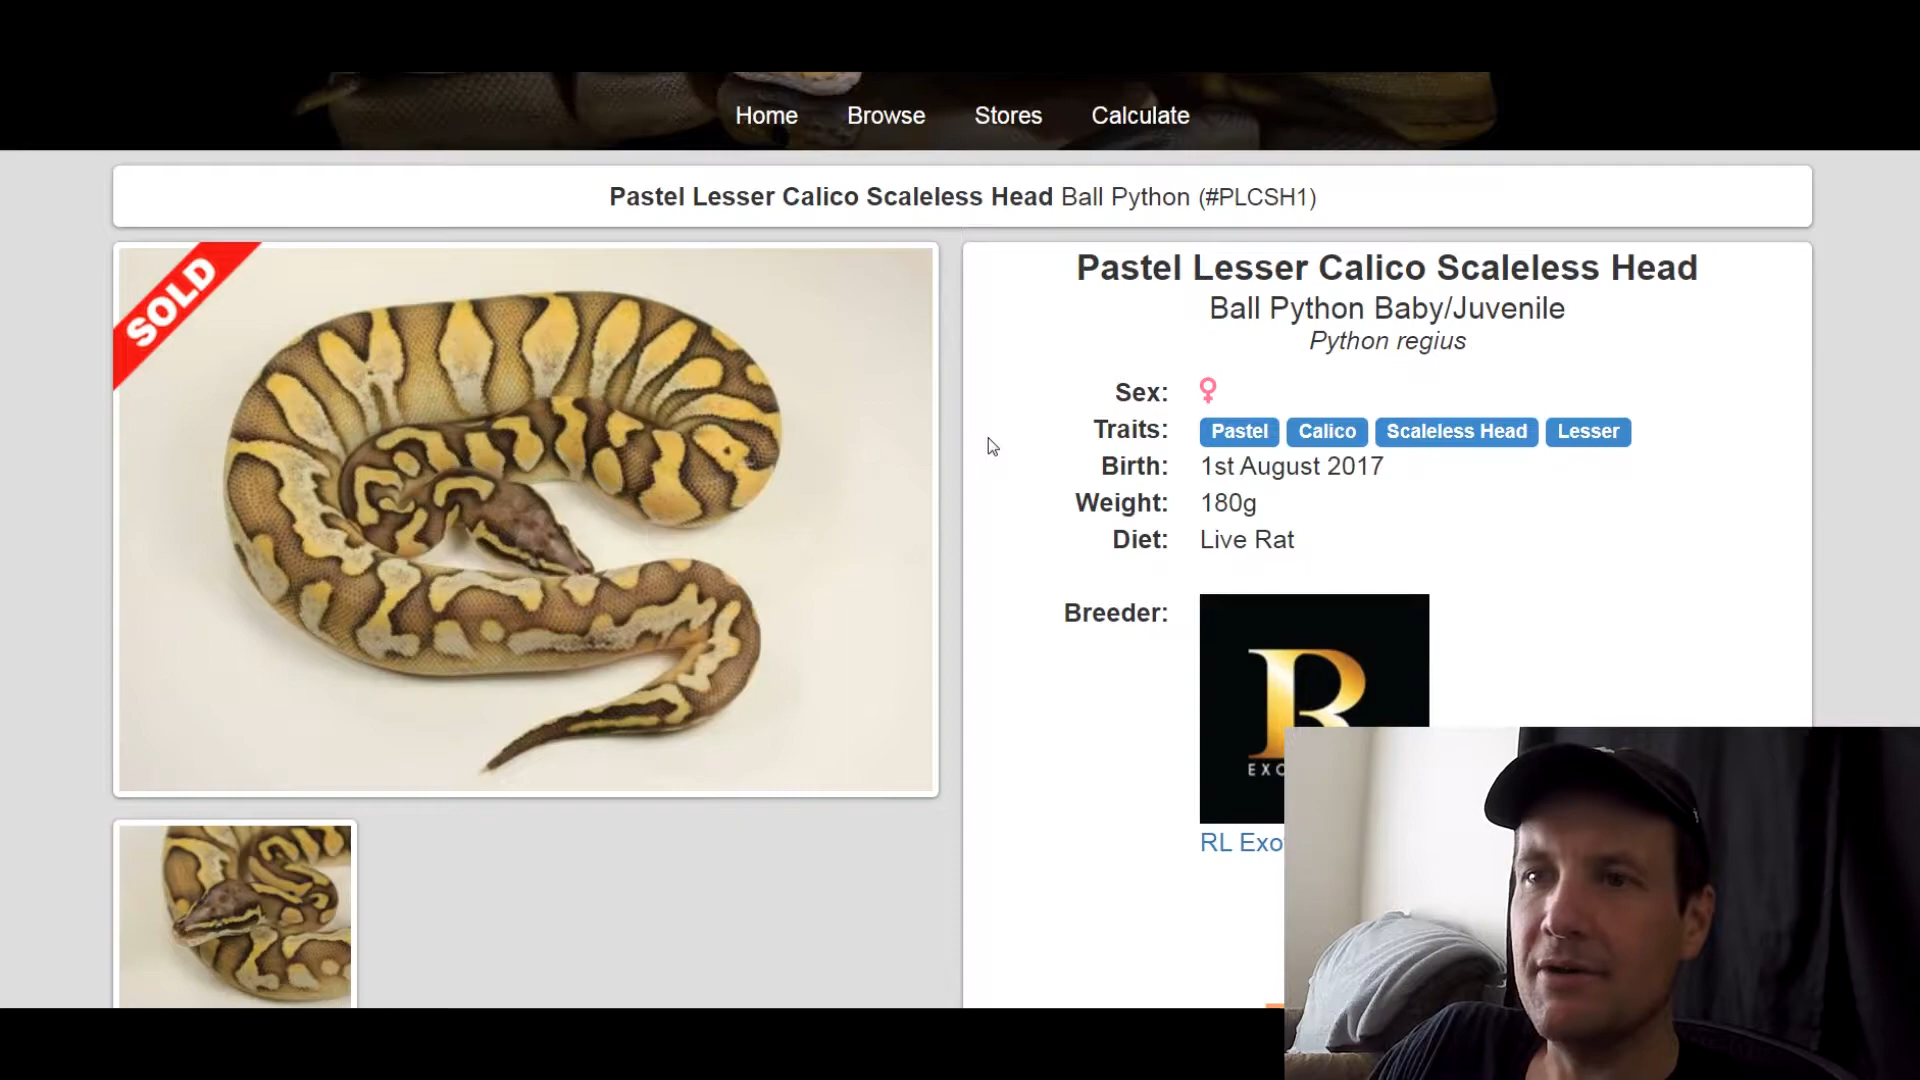 Home Browse Stores Calculate
Pastel Lesser Calico Scaleless Head Ball Python (#PLCSH1)
SOLD
Pastel Lesser Calico Scaleless Head
Ball Python Baby/Juvenile
Python regius
Sex: ♀
Traits: Pastel Calico Scaleless Head Lesser
Birth: 1st August 2017
Weight: 180g
Diet: Live Rat
Breeder:
R
RL